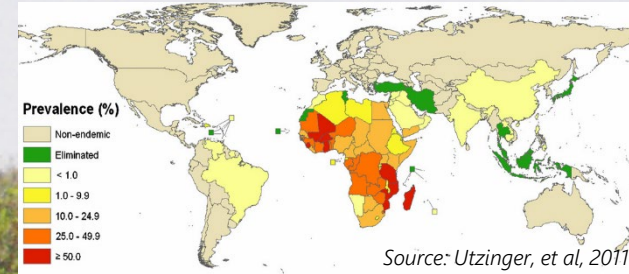 Prevalence (%)
Non-endemic
Eliminated
< 1.0
1.0 - 9.9
10.0 - 24.9
25.0 - 49.9
≥ 50.0
Source: Utzinger, et al, 2011